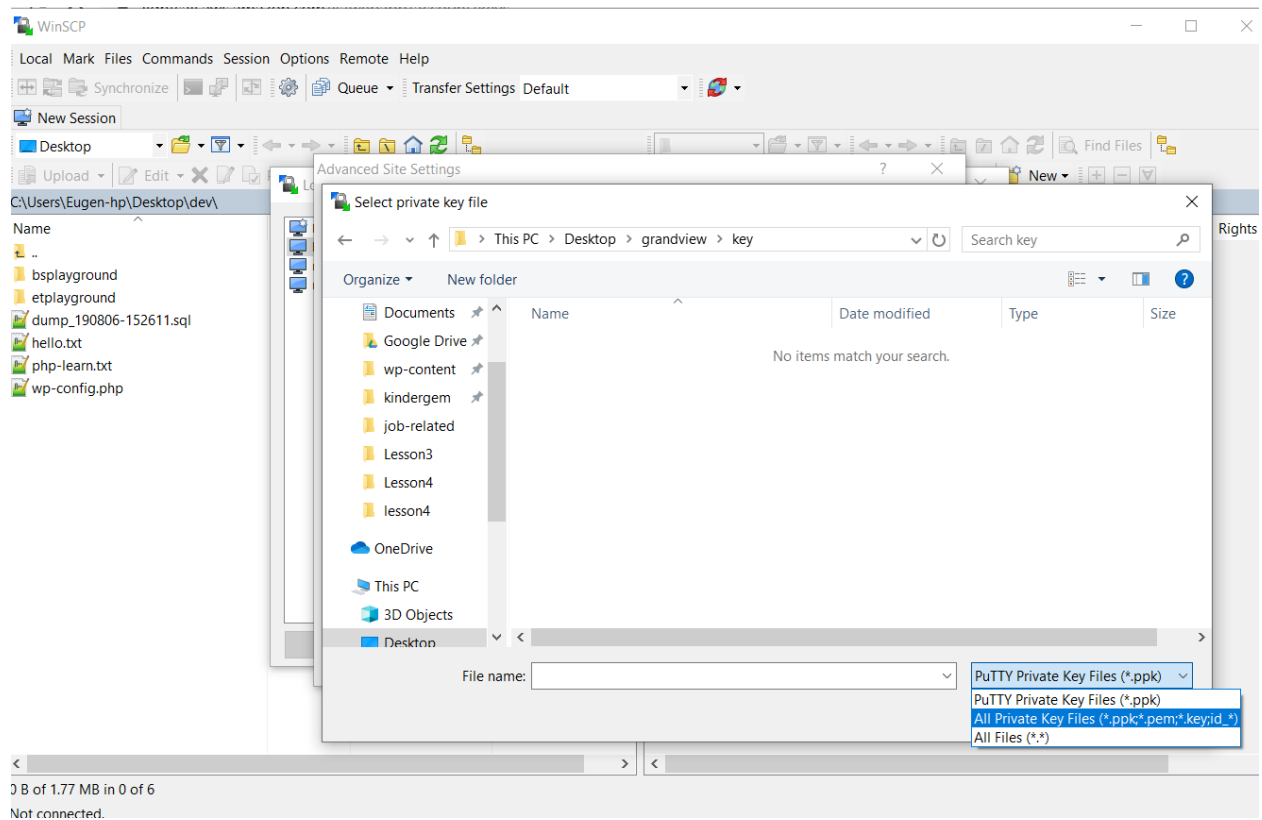 WinSCP
Local Mark Files Commands Session Options Remote Help
Synchronize Queue Transfer Settings Default
New Session
Desktop Find Files
Upload Edit New
Advanced Site Settings ?
C:\Users\Eugen-hp\Desktop\dev\
Select private key file
Name Rights
This PC > Desktop > grandview > key Search key
..
bsplayground
etplayground
dump_190806-152611.sql
hello.txt
php-learn.txt
wp-config.php
Organize New folder ?
Documents
Google Drive
wp-content
kindergem
job-related
Lesson3
Lesson4
lesson4
OneDrive
This PC
3D Objects
Desktop
Name Date modified Type Size
No items match your search.
File name: PuTTY Private Key Files (*.ppk)
PuTTY Private Key Files (*.ppk)
All Private Key Files (*.ppk;*.pem;*.key;id_*)
All Files (*.*)
0 B of 1.77 MB in 0 of 6
Not connected.